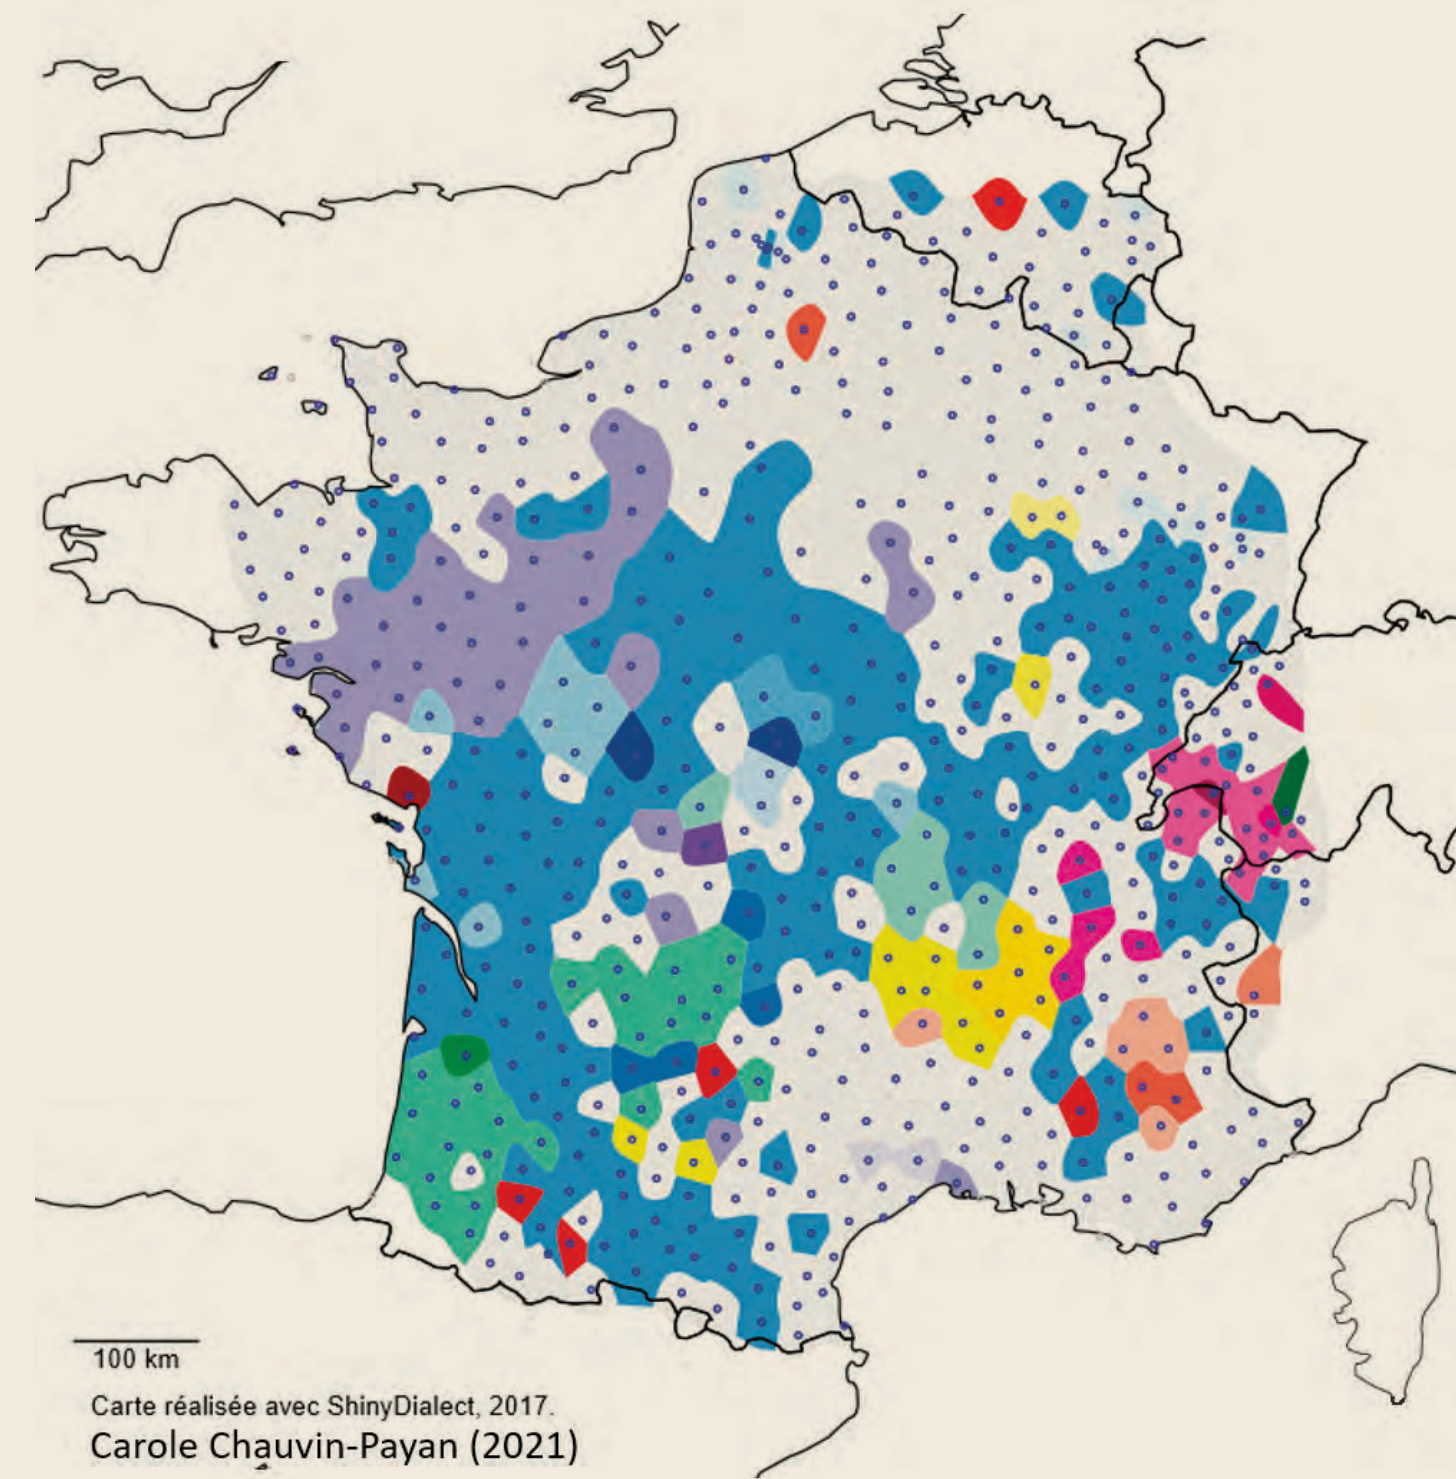 100 km
Carte réalisée avec ShinyDialect, 2017.
Carole Chauvin-Payan (2021)